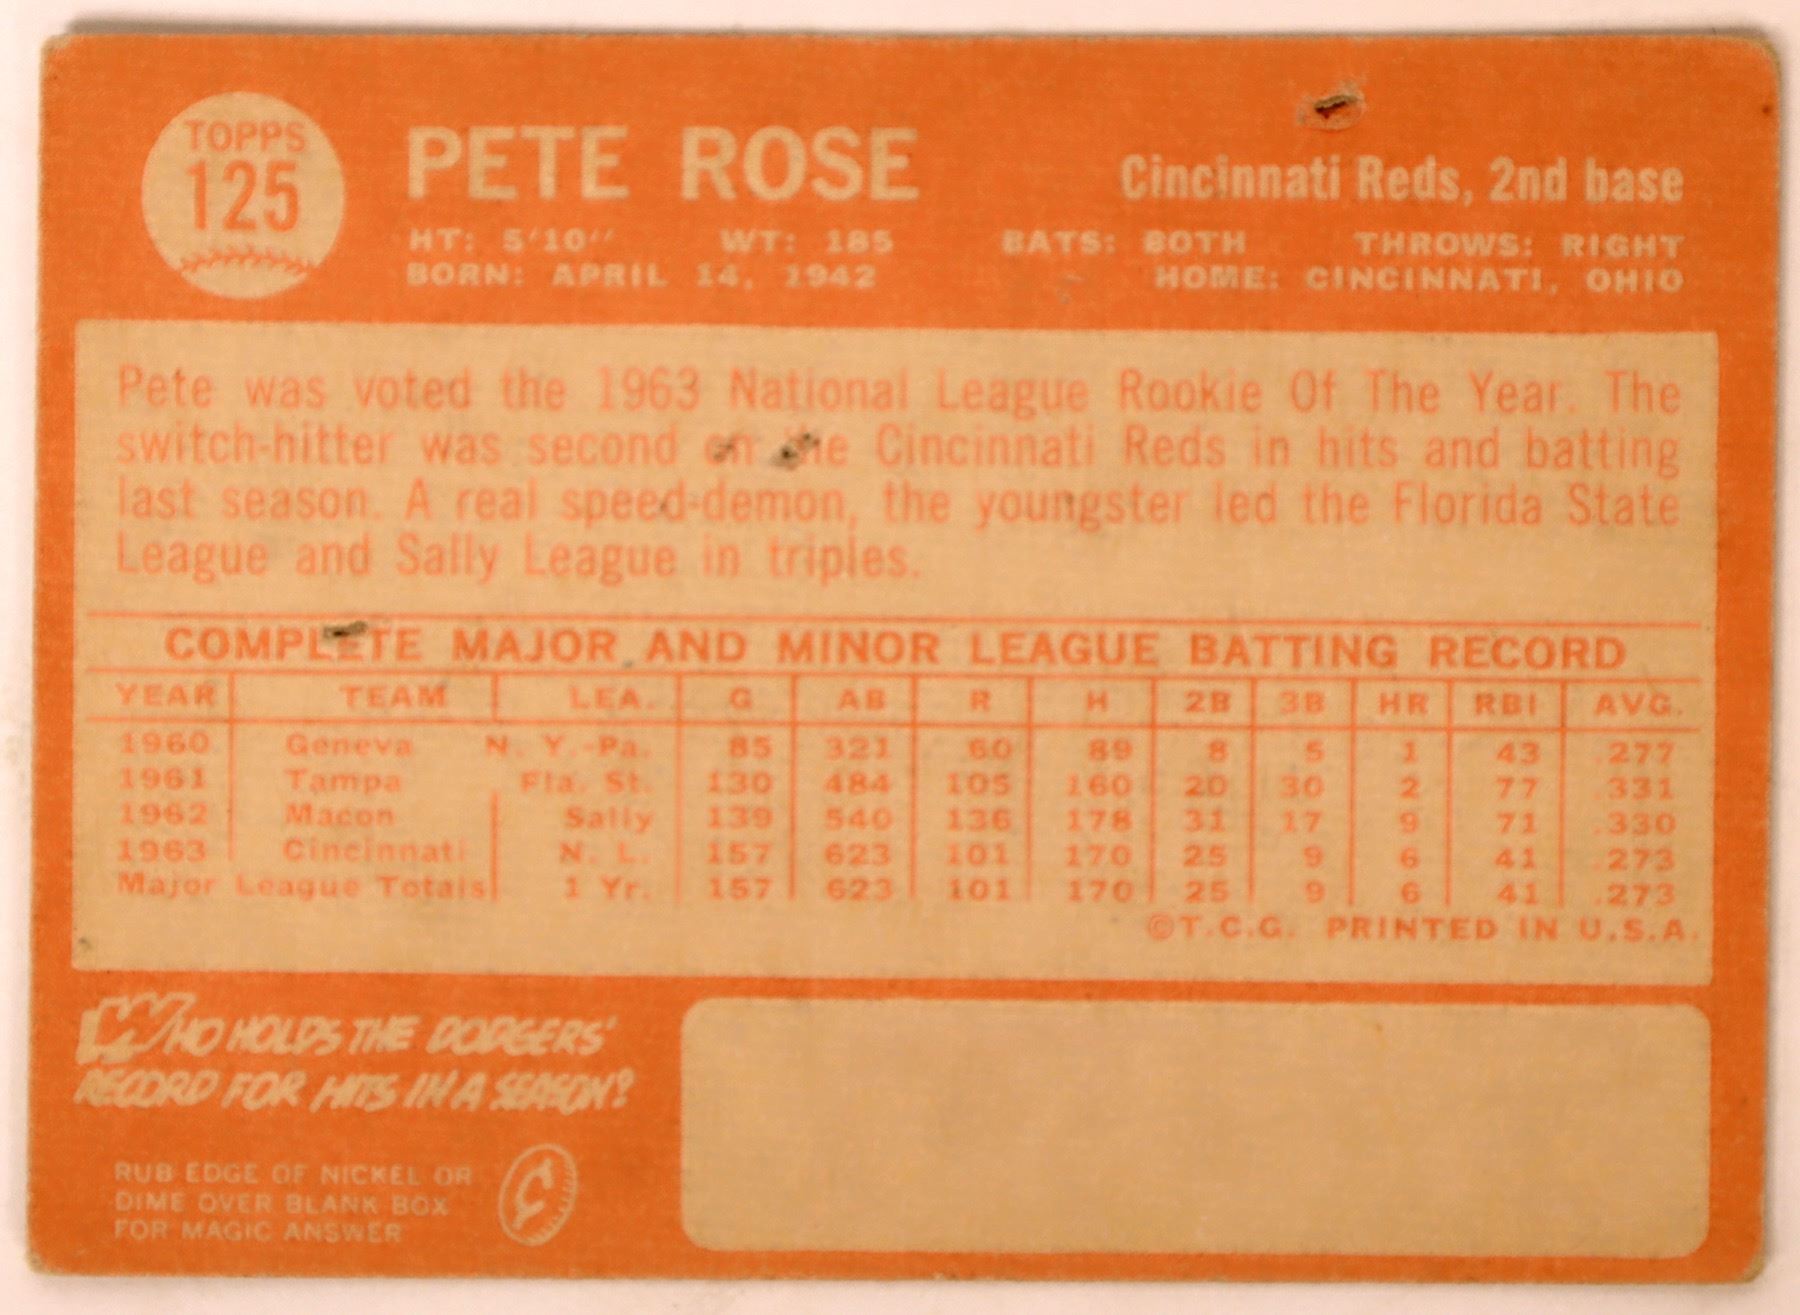 TOPPS
125
PETE ROSE
Cincinnati Reds, 2nd base
HT: 5'10" WT: 185 BATS: BOTH THROWS: RIGHT
BORN: APRIL 14, 1942 HOME: CINCINNATI, OHIO
Pete was voted the 1963 National League Rookie Of The Year. The
switch-hitter was second on the Cincinnati Reds in hits and batting
last season. A real speed-demon, the youngster led the Florida State
League and Sally League in triples.
COMPLETE MAJOR AND MINOR LEAGUE BATTING RECORD
YEAR TEAM LEA. G AB R H 2B 3B HR RBI AVG.
1960 Geneva N. Y.-Pa. 85 321 60 89 8 5 1 43 .277
1961 Tampa Fla. St. 130 484 105 160 20 30 2 77 .331
1962 Macon Sally 139 540 136 178 31 17 9 71 .330
1963 Cincinnati N. L. 157 623 101 170 25 9 6 41 .273
Major League Totals 1 Yr. 157 623 101 170 25 9 6 41 .273
©T.C.G. PRINTED IN U.S.A.
WHO HOLDS THE DODGERS'
RECORD FOR HITS IN A SEASON?
RUB EDGE OF NICKEL OR
DIME OVER BLANK BOX
FOR MAGIC ANSWER
¢